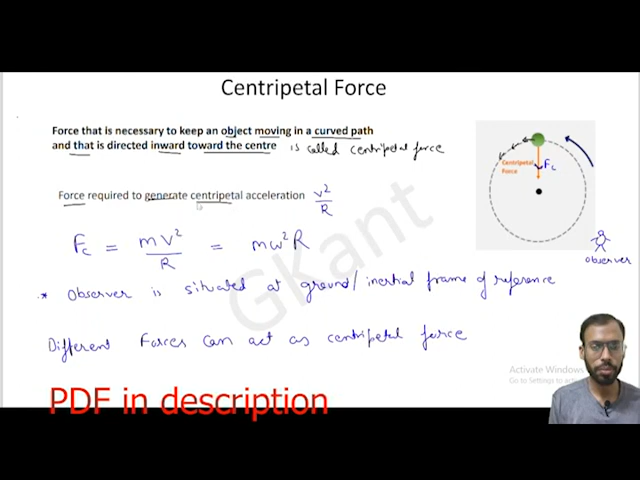 Centripetal Force
Force that is necessary to keep an object moving in a curved path
and that is directed inward toward the centre is called centripetal force
Centripetal
Force
Fc
Force required to generate centripetal acceleration v²/R
Fc = mv²/R = mω²R
observer
* Observer is situated at ground/inertial frame of reference
Different Forces can act as centripetal force
GKant
Activate Windows
Go to Settings to
PDF in description